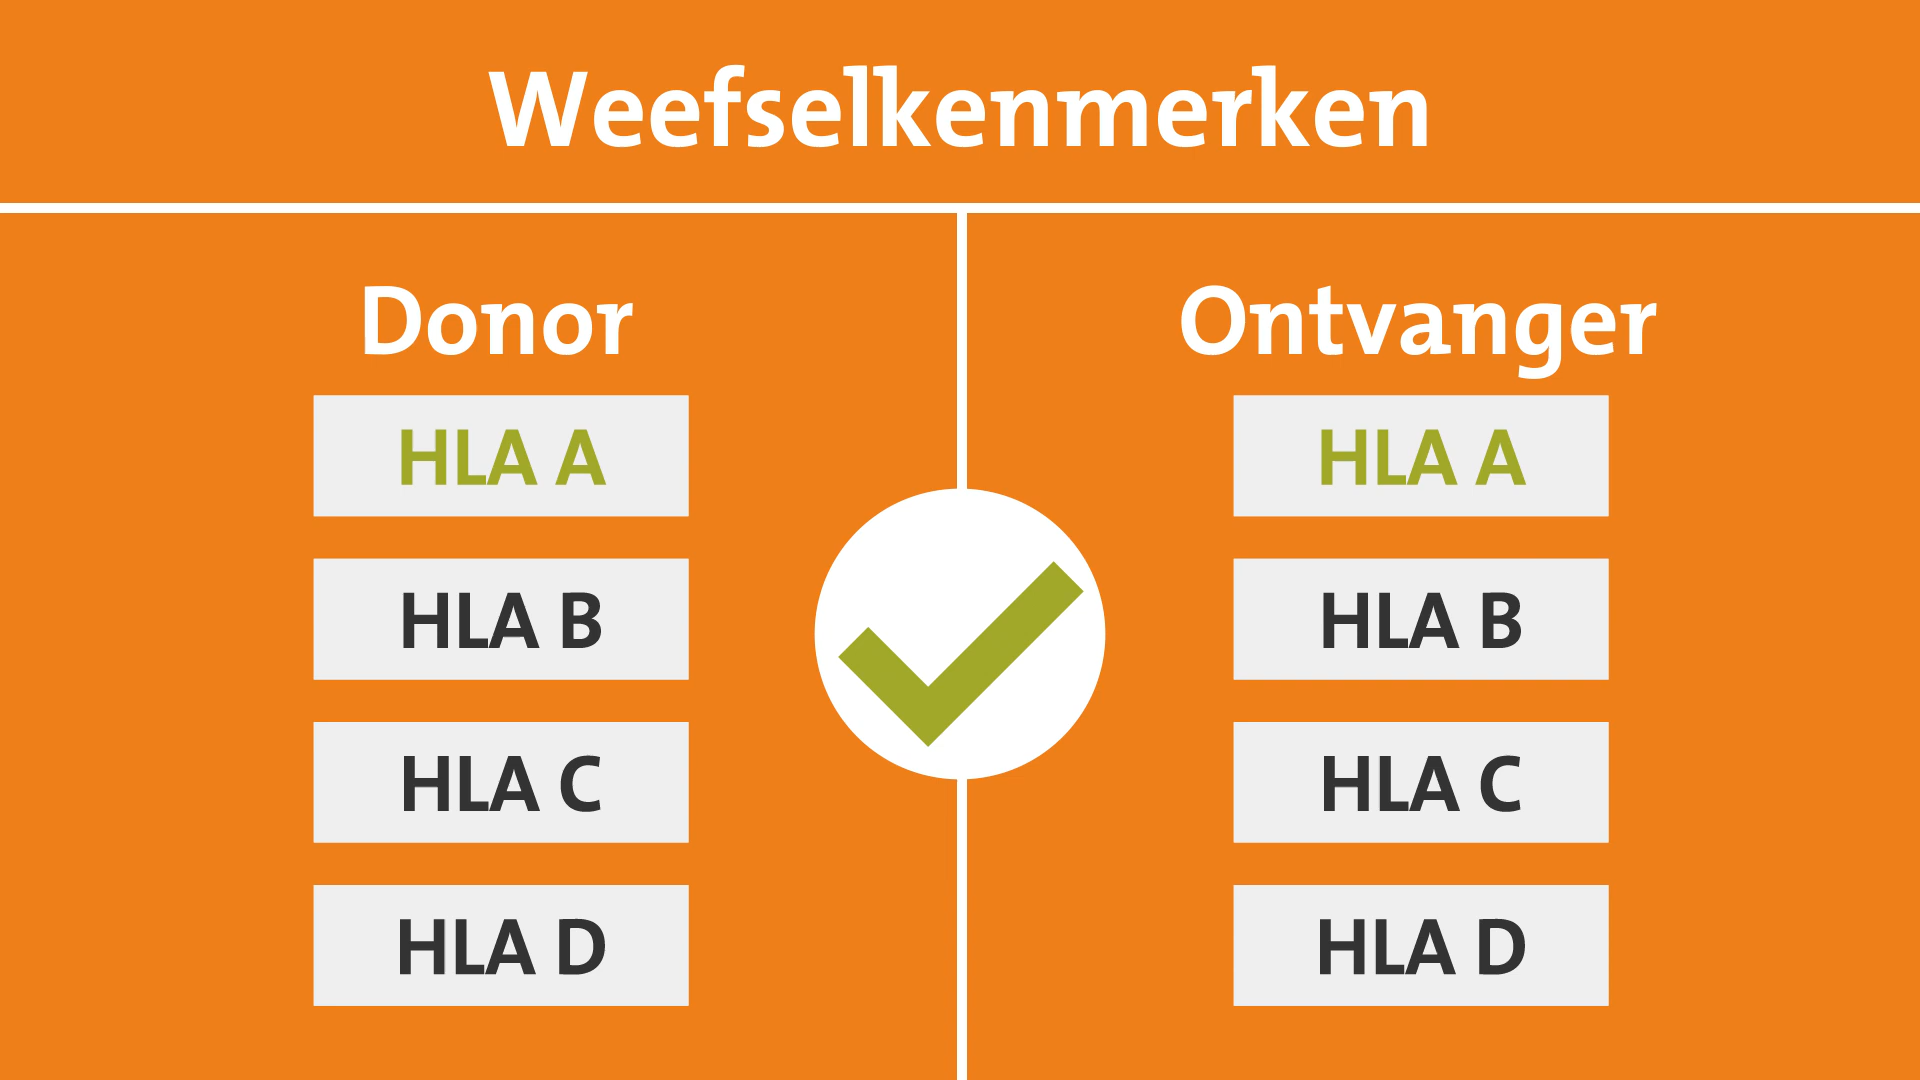 Weefselkenmerken
Donor
HLA A
HLA B
HLA C
HLA D
Ontvanger
HLA A
HLA B
HLA C
HLA D